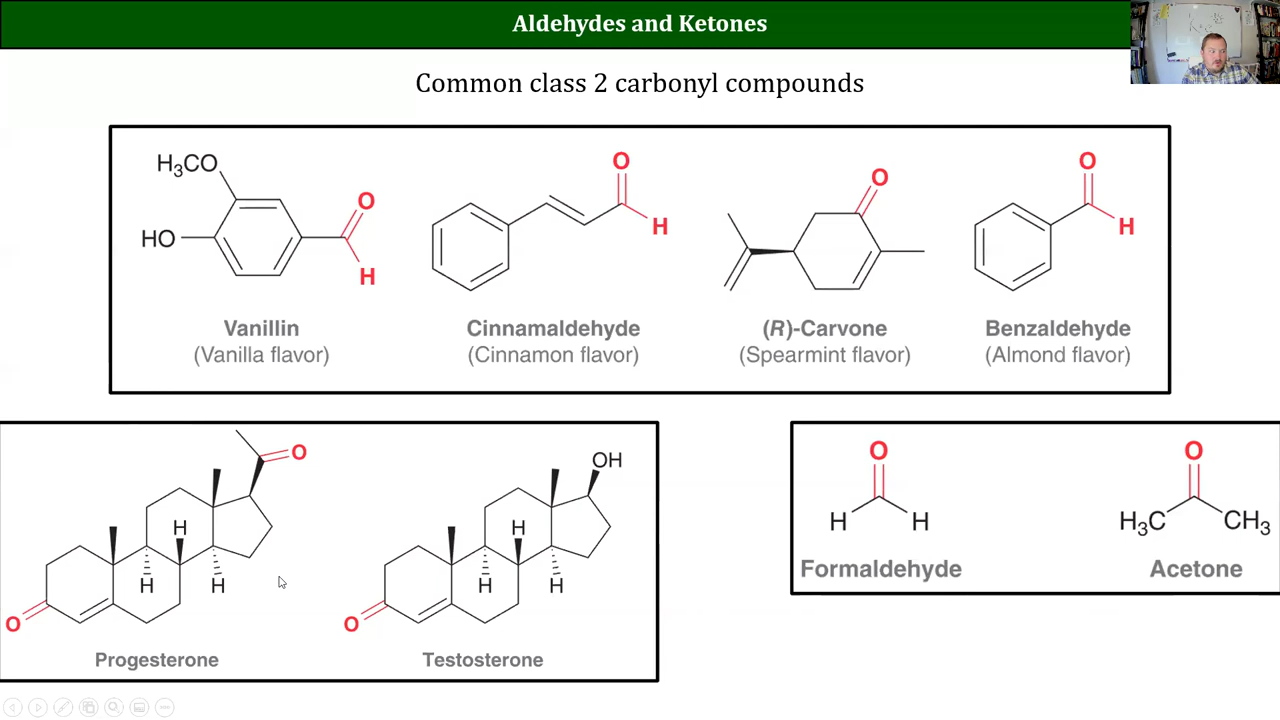 Aldehydes and Ketones
Common class 2 carbonyl compounds
H₃CO
HO
O
H
O
H
O
O
H
Vanillin
(Vanilla flavor)
Cinnamaldehyde
(Cinnamon flavor)
(R)-Carvone
(Spearmint flavor)
Benzaldehyde
(Almond flavor)
O
H
H
H
O
Progesterone
OH
H
H
H
O
Testosterone
O
H
H
Formaldehyde
O
H₃C
CH₃
Acetone